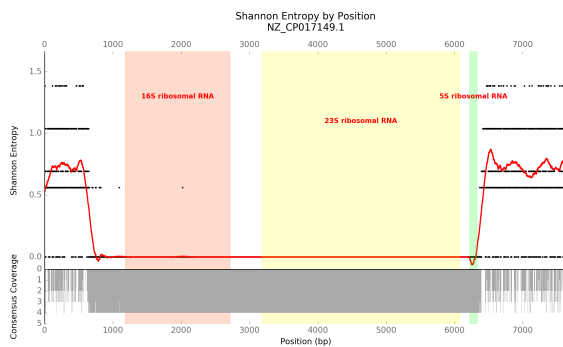 Shannon Entropy by Position
NZ_CP017149.1
0 1000 2000 3000 4000 5000 6000 7000
Shannon Entropy
1.5
1.0
0.5
0.0
16S ribosomal RNA
23S ribosomal RNA
5S ribosomal RNA
Consensus Coverage
0
1
2
3
4
5
0 1000 2000 3000 4000 5000 6000 7000
Position (bp)